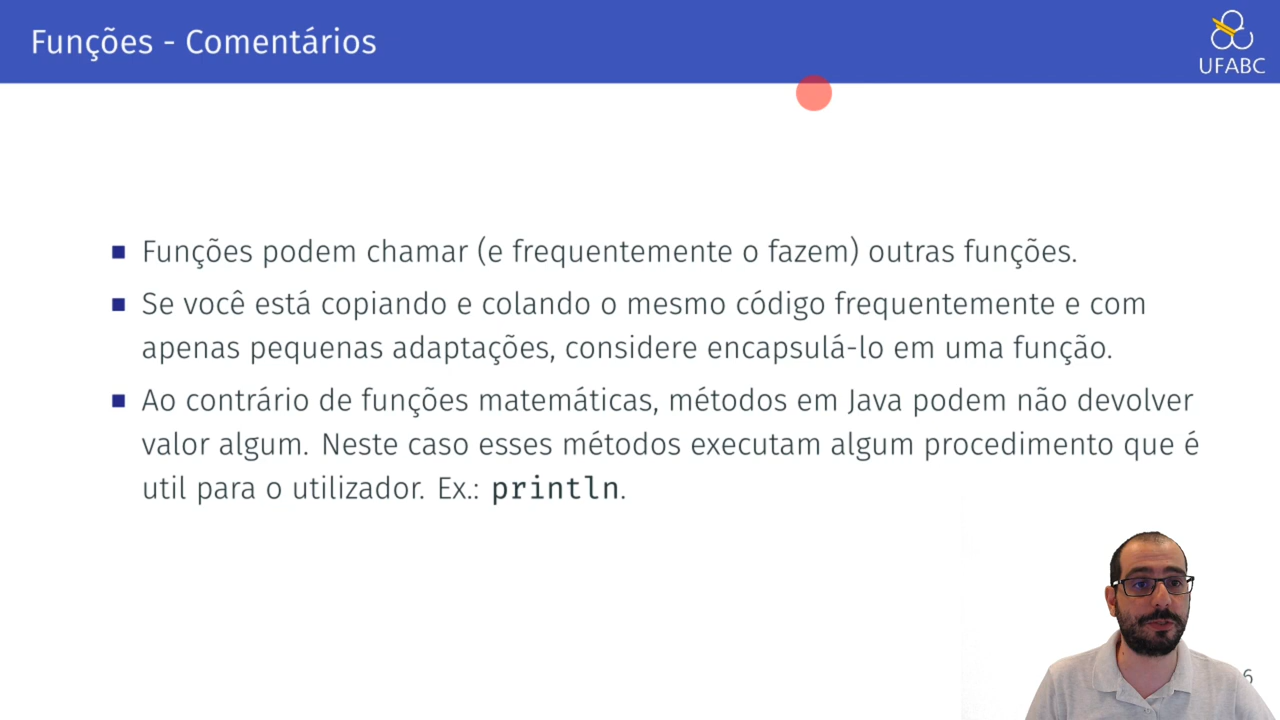 Funções - Comentários
UFABC
Funções podem chamar (e frequentemente o fazem) outras funções.
Se você está copiando e colando o mesmo código frequentemente e com
apenas pequenas adaptações, considere encapsulá-lo em uma função.
Ao contrário de funções matemáticas, métodos em Java podem não devolver
valor algum. Neste caso esses métodos executam algum procedimento que é
util para o utilizador. Ex.: println.
6